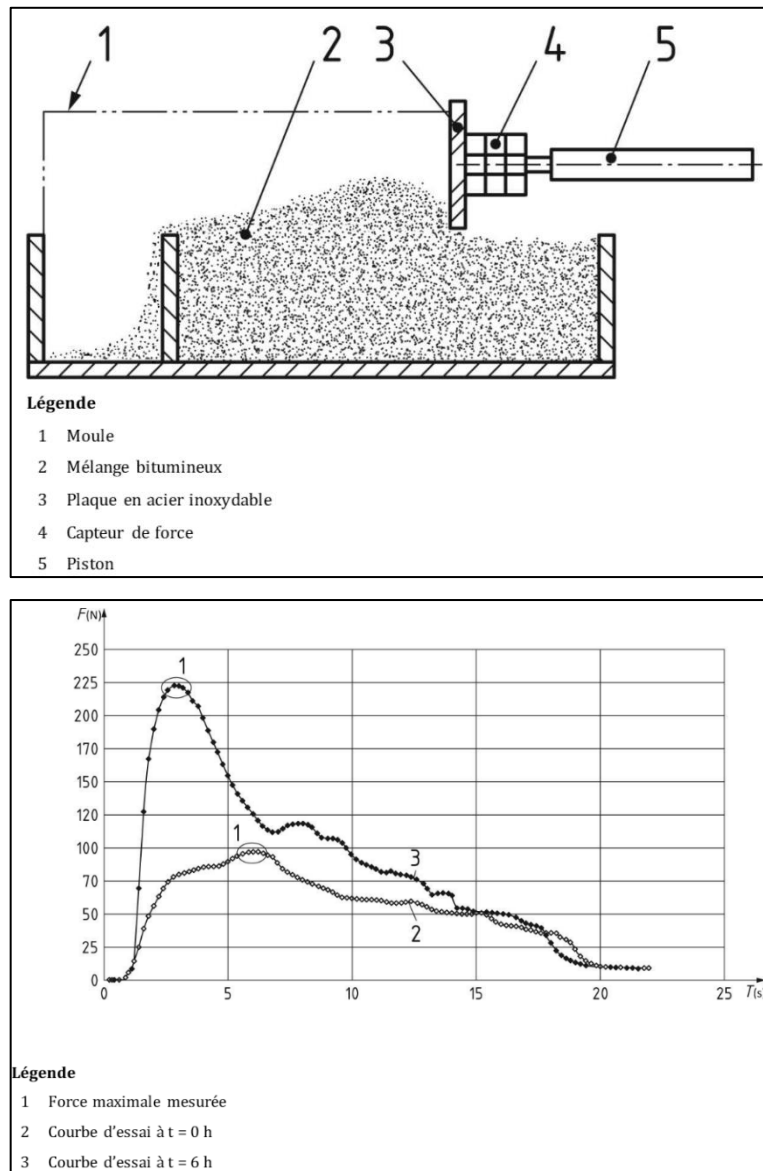 1 2 3 4 5
Légende
1 Moule
2 Mélange bitumineux
3 Plaque en acier inoxydable
4 Capteur de force
5 Piston
F(N)
250
1
225
200
170
150
120
1
100
3
70
50
2
25
0
0 5 10 15 20 25 T(s)
Légende
1 Force maximale mesurée
2 Courbe d'essai à t = 0 h
3 Courbe d'essai à t = 6 h